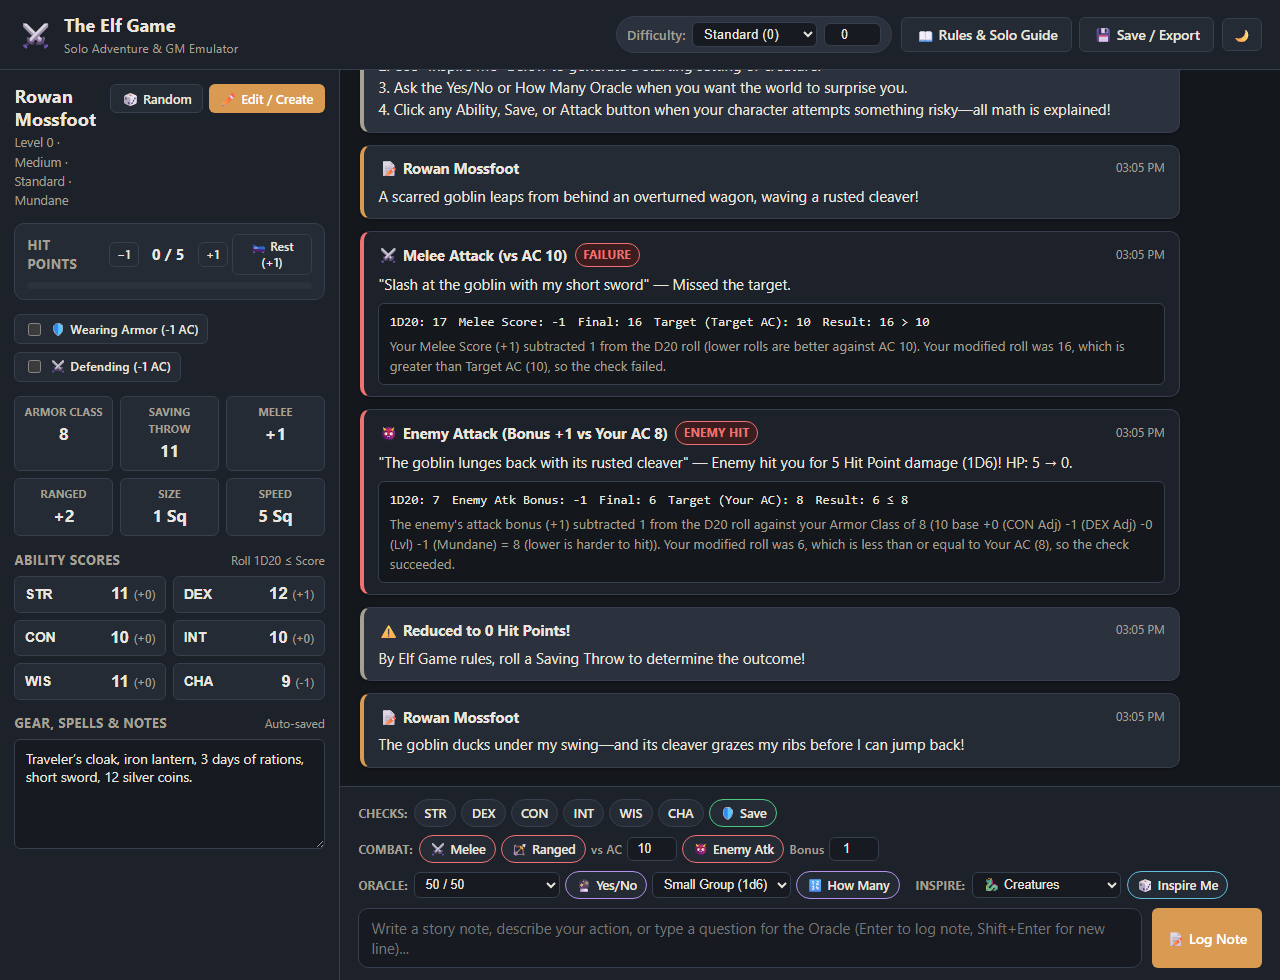 The Elf Game
Solo Adventure & GM Emulator
Difficulty: Standard (0) 0
Rules & Solo Guide
Save / Export
Rowan Mossfoot
Random
Edit / Create
Level 0 ·
Medium ·
Standard ·
Mundane
HIT POINTS
−1
0 / 5
+1
Rest (+1)
Wearing Armor (-1 AC)
Defending (-1 AC)
ARMOR CLASS
8
SAVING THROW
11
MELEE
+1
RANGED
+2
SIZE
1 Sq
SPEED
5 Sq
ABILITY SCORES
Roll 1D20 ≤ Score
STR 11 (+0)
DEX 12 (+1)
CON 10 (+0)
INT 10 (+0)
WIS 11 (+0)
CHA 9 (-1)
GEAR, SPELLS & NOTES
Auto-saved
Traveler's cloak, iron lantern, 3 days of rations,
short sword, 12 silver coins.
3. Ask the Yes/No or How Many Oracle when you want the world to surprise you.
4. Click any Ability, Save, or Attack button when your character attempts something risky—all math is explained!
Rowan Mossfoot
03:05 PM
A scarred goblin leaps from behind an overturned wagon, waving a rusted cleaver!
Melee Attack (vs AC 10) FAILURE
03:05 PM
"Slash at the goblin with my short sword" — Missed the target.
1D20: 17 Melee Score: -1 Final: 16 Target (Target AC): 10 Result: 16 > 10
Your Melee Score (+1) subtracted 1 from the D20 roll (lower rolls are better against AC 10). Your modified roll was 16, which is
greater than Target AC (10), so the check failed.
Enemy Attack (Bonus +1 vs Your AC 8) ENEMY HIT
03:05 PM
"The goblin lunges back with its rusted cleaver" — Enemy hit you for 5 Hit Point damage (1D6)! HP: 5 → 0.
1D20: 7 Enemy Atk Bonus: -1 Final: 6 Target (Your AC): 8 Result: 6 ≤ 8
The enemy's attack bonus (+1) subtracted 1 from the D20 roll against your Armor Class of 8 (10 base +0 (CON Adj) -1 (DEX Adj) -0
(Lvl) -1 (Mundane) = 8 (lower is harder to hit)). Your modified roll was 6, which is less than or equal to Your AC (8), so the check
succeeded.
Reduced to 0 Hit Points!
03:05 PM
By Elf Game rules, roll a Saving Throw to determine the outcome!
Rowan Mossfoot
03:05 PM
The goblin ducks under my swing—and its cleaver grazes my ribs before I can jump back!
CHECKS: STR DEX CON INT WIS CHA Save
COMBAT: Melee Ranged vs AC 10 Enemy Atk Bonus 1
ORACLE: 50 / 50 Yes/No Small Group (1d6) How Many INSPIRE: Creatures Inspire Me
Write a story note, describe your action, or type a question for the Oracle (Enter to log note, Shift+Enter for new
line)...
Log Note